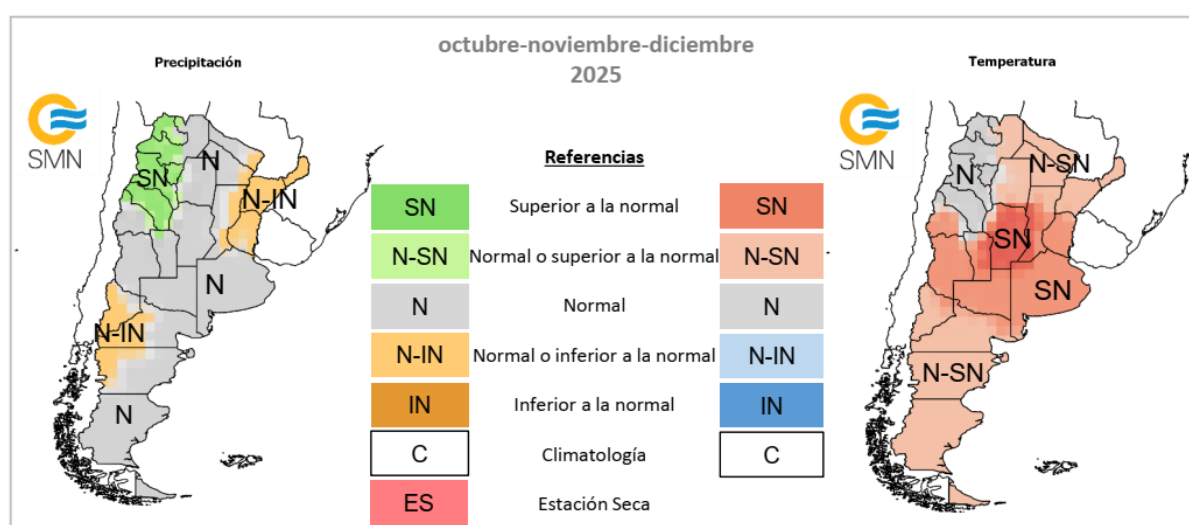 octubre-noviembre-diciembre
2025
Precipitación
Temperatura
SMN
SMN
Referencias
SN
N
N-IN
N
N-IN
N
SN
Superior a la normal
SN
N-SN
Normal o superior a la normal
N-SN
N
Normal
N
N-IN
Normal o inferior a la normal
N-IN
IN
Inferior a la normal
IN
C
Climatología
C
ES
Estación Seca
N-SN
N
SN
SN
N-SN